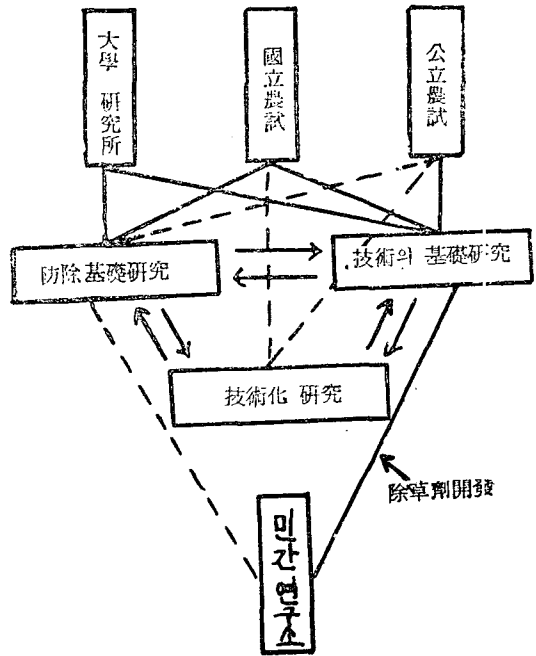 大學 研究所
國立農試
公立農試
防除基礎研究
技術의 基礎研究
技術化 研究
除草劑開發
민간연구소